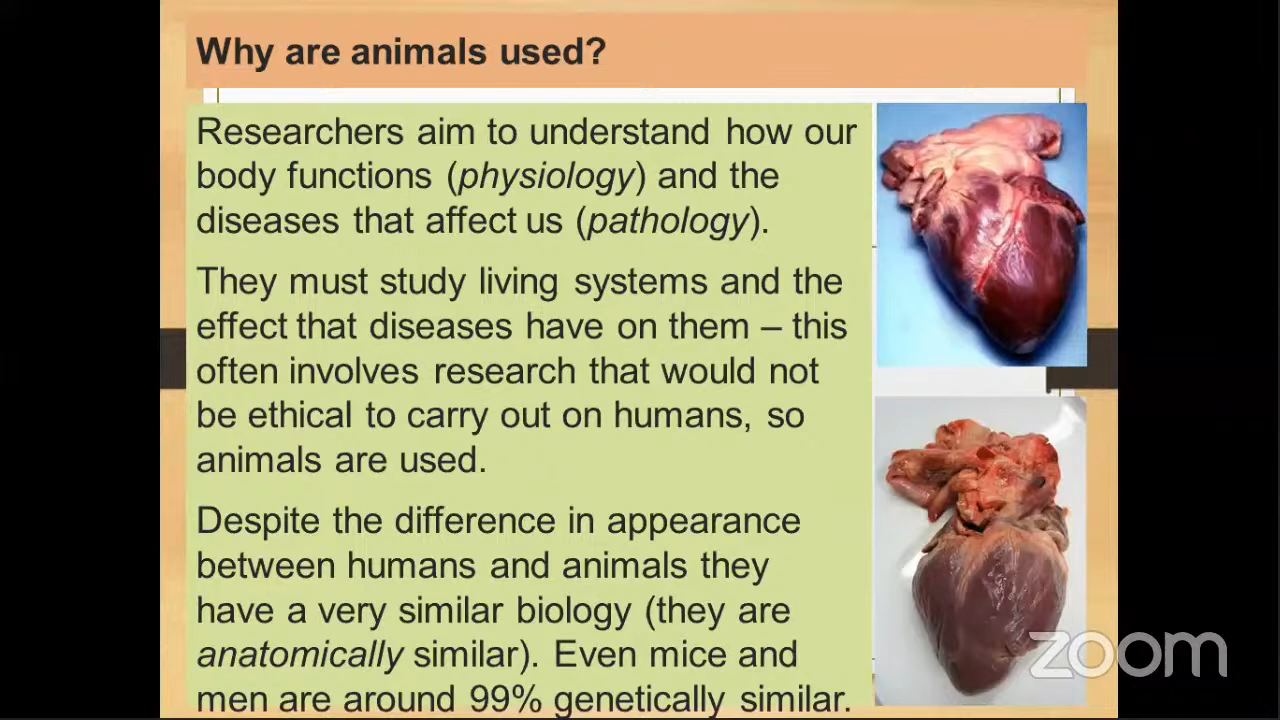 Why are animals used?
Researchers aim to understand how our
body functions (physiology) and the
diseases that affect us (pathology).
They must study living systems and the
effect that diseases have on them – this
often involves research that would not
be ethical to carry out on humans, so
animals are used.
Despite the difference in appearance
between humans and animals they
have a very similar biology (they are
anatomically similar). Even mice and
men are around 99% genetically similar.
zoom